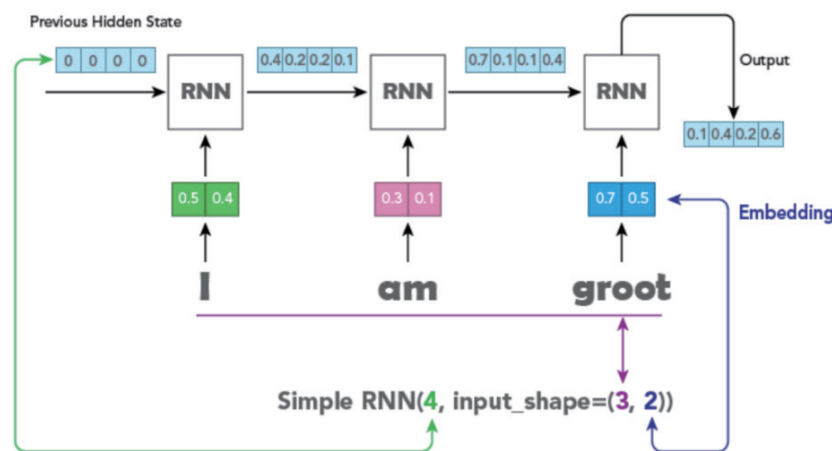 Previous Hidden State
0 0 0 0
0.4 0.2 0.2 0.1
0.7 0.1 0.1 0.4
RNN
RNN
RNN
Output
0.1 0.4 0.2 0.6
0.5 0.4
0.3 0.1
0.7 0.5
Embedding
I
am
groot
Simple RNN(4, input_shape=(3, 2))